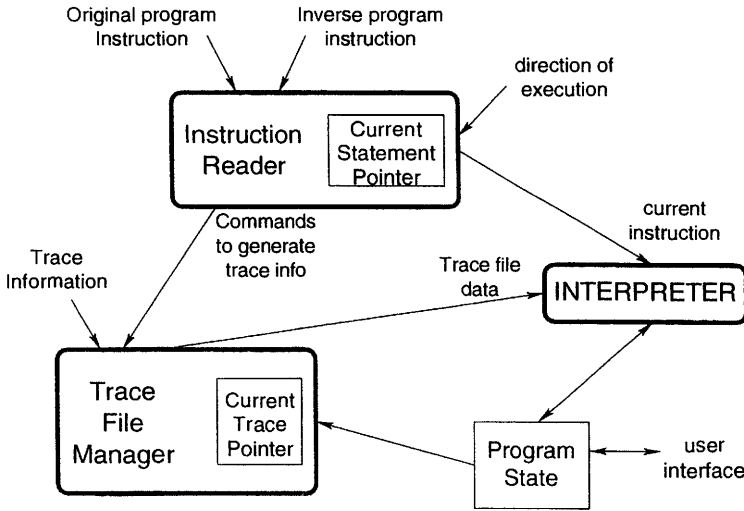 Original program
Instruction
Inverse program
instruction
direction of
execution
Instruction
Reader
Current
Statement
Pointer
Commands
to generate
trace info
current
instruction
Trace
Information
Trace file
data
INTERPRETER
Trace
File
Manager
Current
Trace
Pointer
Program
State
user
interface